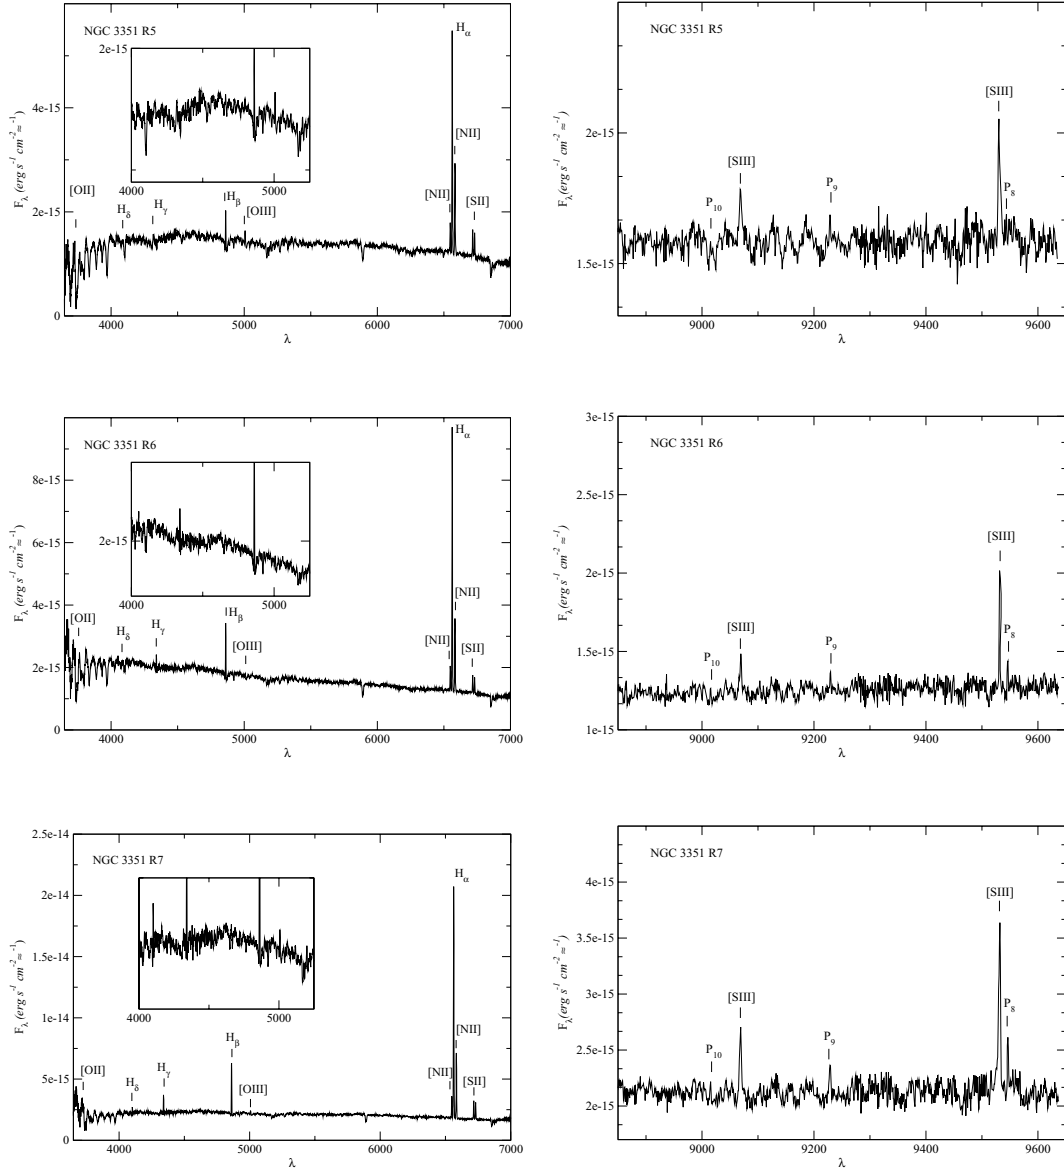 NGC 3351 R5
Hα
2e-15
4e-15
[NII]
4000 5000
[OII]
Hδ
Hγ
Hβ
[OIII]
[NII]
[SII]
2e-15
0
4000 5000 6000 7000
λ
Fλ (erg s-1 cm-2 ≈-1)
NGC 3351 R5
[SIII]
2e-15
[SIII]
P10
P9
P8
1.5e-15
9000 9200 9400 9600
λ
Fλ(erg s-1 cm-2 ≈-1)
NGC 3351 R6
Hα
8e-15
2e-15
6e-15
4000 5000
4e-15
[OII]
Hδ
Hγ
Hβ
[OIII]
[NII]
[NII]
[SII]
2e-15
0
4000 5000 6000 7000
λ
Fλ (erg s-1 cm-2 ≈-1)
3e-15
NGC 3351 R6
2.5e-15
[SIII]
2e-15
[SIII]
P10
P9
P8
1.5e-15
1e-15
9000 9200 9400 9600
λ
Fλ(erg s-1 cm-2 ≈-1)
2.5e-14
NGC 3351 R7
Hα
2e-14
1.5e-14
4000 5000
1e-14
[OII]
Hδ
Hγ
Hβ
[OIII]
[NII]
[NII]
[SII]
5e-15
0
4000 5000 6000 7000
λ
Fλ (erg s-1 cm-2 ≈-1)
NGC 3351 R7
4e-15
[SIII]
3e-15
[SIII]
P10
P9
P8
2.5e-15
2e-15
3.5e-15
9000 9200 9400 9600
λ
Fλ(erg s-1 cm-2 ≈-1)